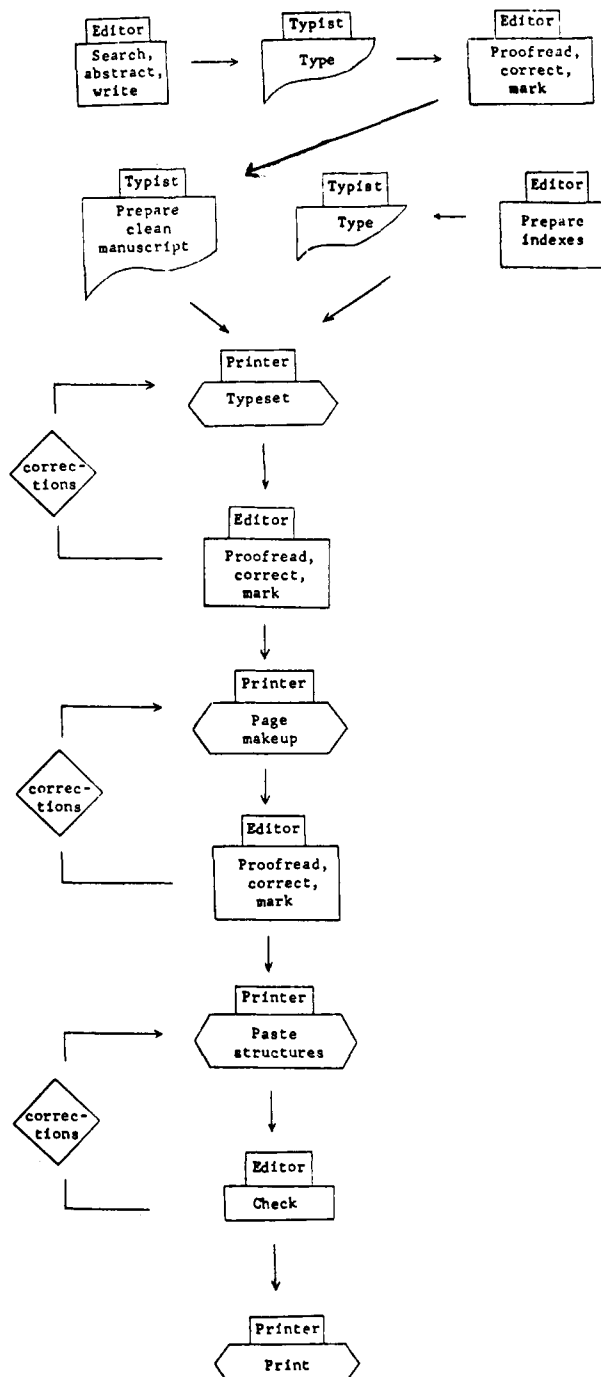 Editor
Search,
abstract,
write
Typist
Type
Editor
Proofread,
correct,
mark
Typist
Prepare
clean
manuscript
Typist
Type
Editor
Prepare
indexes
Printer
Typeset
correc-
tions
Editor
Proofread,
correct,
mark
Printer
Page
makeup
correc-
tions
Editor
Proofread,
correct,
mark
Printer
Paste
structures
correc-
tions
Editor
Check
Printer
Print